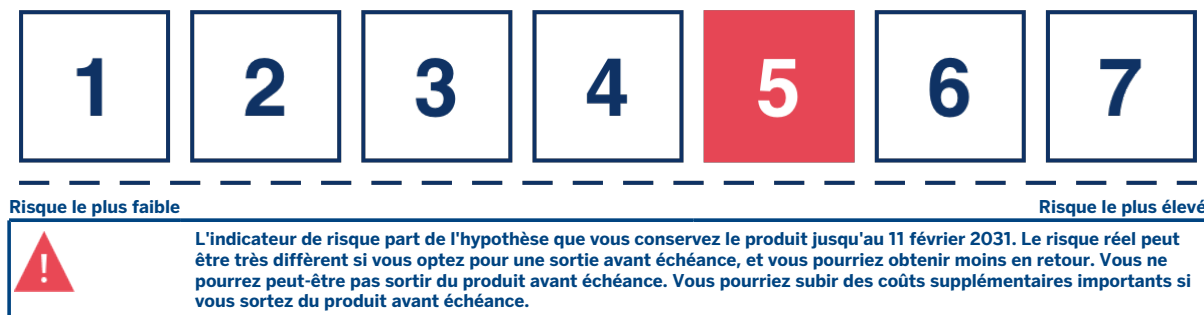 1 2 3 4 5 6 7
Risque le plus faible Risque le plus élevé
!
L'indicateur de risque part de l'hypothèse que vous conservez le produit jusqu'au 11 février 2031. Le risque réel peut
être très diffèrent si vous optez pour une sortie avant échéance, et vous pourriez obtenir moins en retour. Vous ne
pourrez peut-être pas sortir du produit avant échéance. Vous pourriez subir des coûts supplémentaires importants si
vous sortez du produit avant échéance.